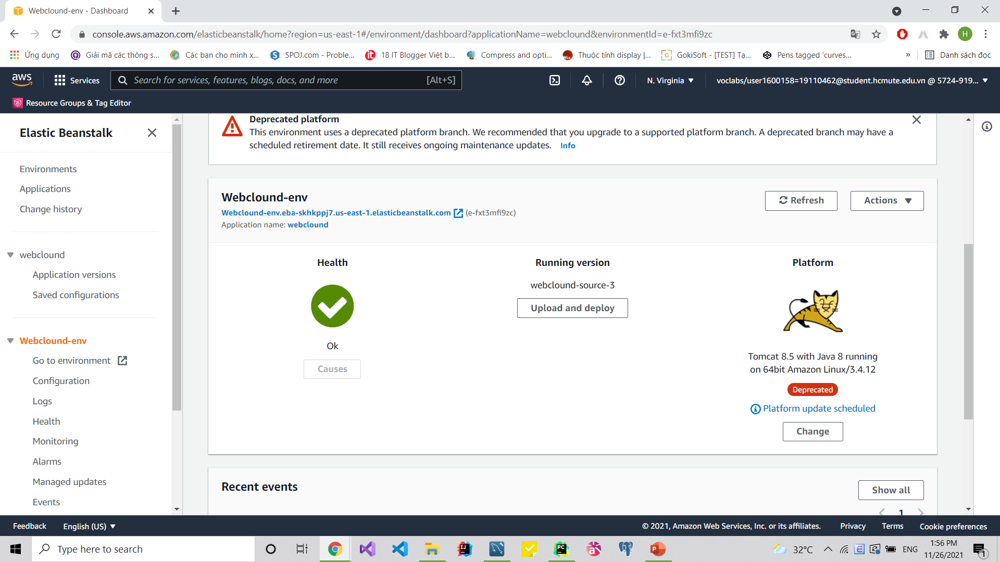 Webclound-env - Dashboard
console.aws.amazon.com/elasticbeanstalk/home?region=us-east-1#/environment/dashboard?applicationName=webclound&environmentId=e-fxt3mfi9zc
H
Ứng dụng
Giải mã các thông s...
Các bạn cho mình x...
SPOJ.com - Proble...
18 IT Blogger Việt b...
Compress and opti...
Thuộc tính display |...
GokiSoft - [TEST] Tạ...
Pens tagged 'curves...
»
Danh sách đọc
aws
Services
Search for services, features, blogs, docs, and more
[Alt+S]
N. Virginia
voclabs/user1600158=19110462@student.hcmute.edu.vn @ 5724-919...
Resource Groups & Tag Editor
Elastic Beanstalk
Environments
Applications
Change history
webclound
Application versions
Saved configurations
Webclound-env
Go to environment
Configuration
Logs
Health
Monitoring
Alarms
Managed updates
Events
Deprecated platform
This environment uses a deprecated platform branch. We recommended that you upgrade to a supported platform branch. A deprecated branch may have a
scheduled retirement date. It still receives ongoing maintenance updates. Info
Webclound-env
Webclound-env.eba-skhkppj7.us-east-1.elasticbeanstalk.com (e-fxt3mfi9zc)
Application name: webclound
Refresh
Actions
Health
Ok
Causes
Running version
webclound-source-3
Upload and deploy
Platform
Tomcat 8.5 with Java 8 running
on 64bit Amazon Linux/3.4.12
Deprecated
Platform update scheduled
Change
Recent events
Show all
1
Feedback
English (US)
© 2021, Amazon Web Services, Inc. or its affiliates.
Privacy
Terms
Cookie preferences
Type here to search
32°C
ENG
1:56 PM
11/26/2021
1